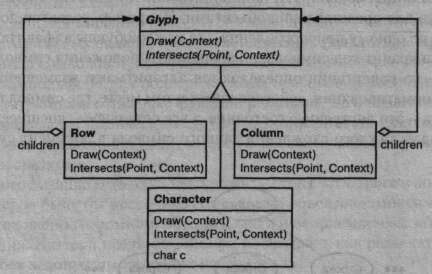 Glyph
Draw(Context)
Intersects(Point, Context)
Row
Draw(Context)
Intersects(Point, Context)
children
Column
Draw(Context)
Intersects(Point, Context)
children
Character
Draw(Context)
Intersects(Point, Context)
char c